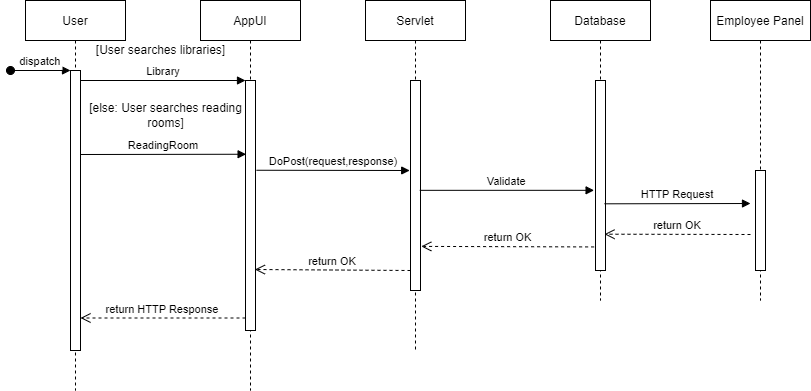 User
AppUI
Servlet
Database
Employee Panel
[User searches libraries]
dispatch
Library
[else: User searches reading
rooms]
ReadingRoom
DoPost(request,response)
Validate
HTTP Request
return OK
return OK
return OK
return HTTP Response